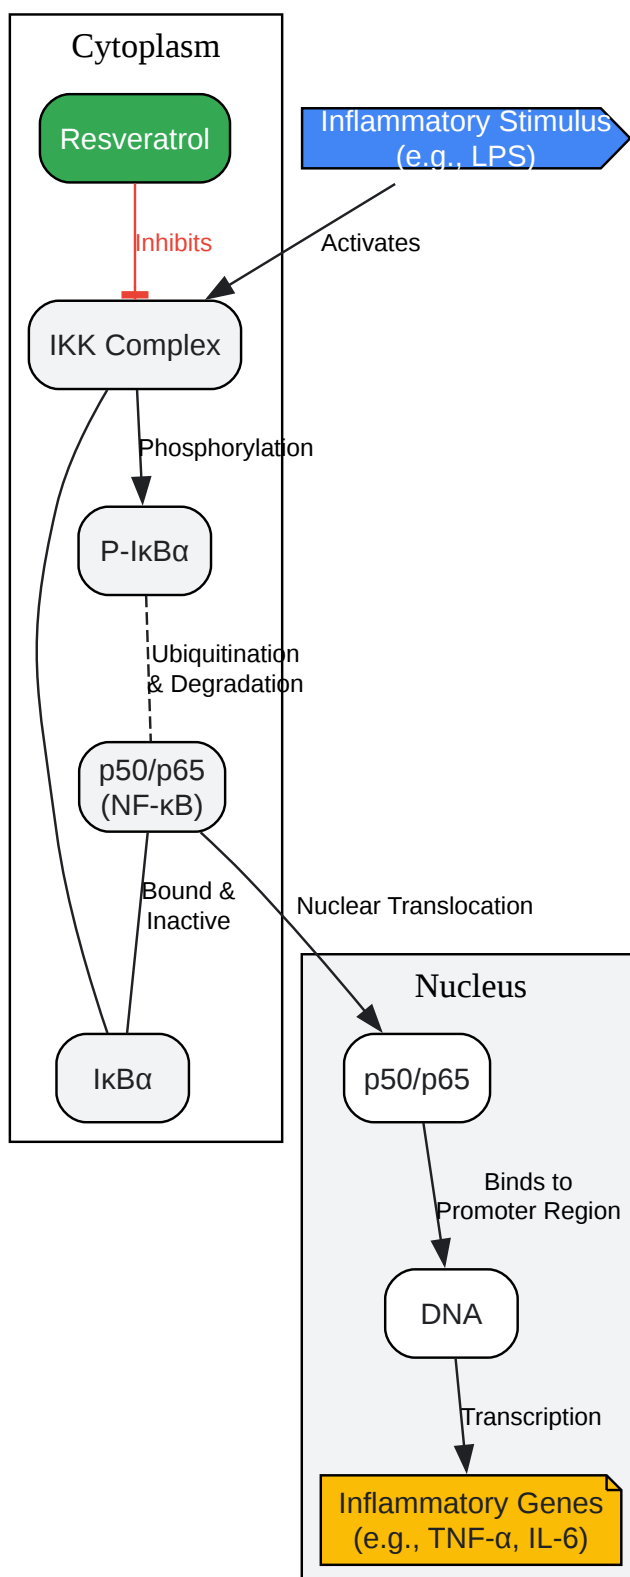 Cytoplasm
Resveratrol
Inflammatory Stimulus
(e.g., LPS)
Inhibits
Activates
IKK Complex
Phosphorylation
P-IκBα
Ubiquitination
& Degradation
p50/p65
(NF-κB)
Bound &
Inactive
Nuclear Translocation
Nucleus
IκBα
p50/p65
Binds to
Promoter Region
DNA
Transcription
Inflammatory Genes
(e.g., TNF-α, IL-6)